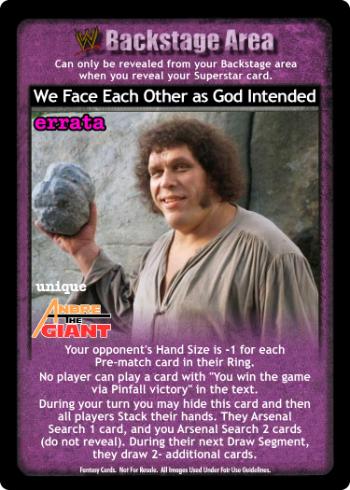 W Backstage Area
Can only be revealed from your Backstage area
when you reveal your Superstar card.
We Face Each Other as God Intended
errata
unique
ANDRE
THE
GIANT
Your opponent's Hand Size is -1 for each
Pre-match card in their Ring.
No player can play a card with "You win the game
via Pinfall victory" in the text.
During your turn you may hide this card and then
all players Stack their hands. They Arsenal
Search 1 card, and you Arsenal Search 2 cards
(do not reveal). During their next Draw Segment,
they draw 2- additional cards.
Fantasy Cards. Not For Resale. All Images Used Under Fair Use Guidelines.